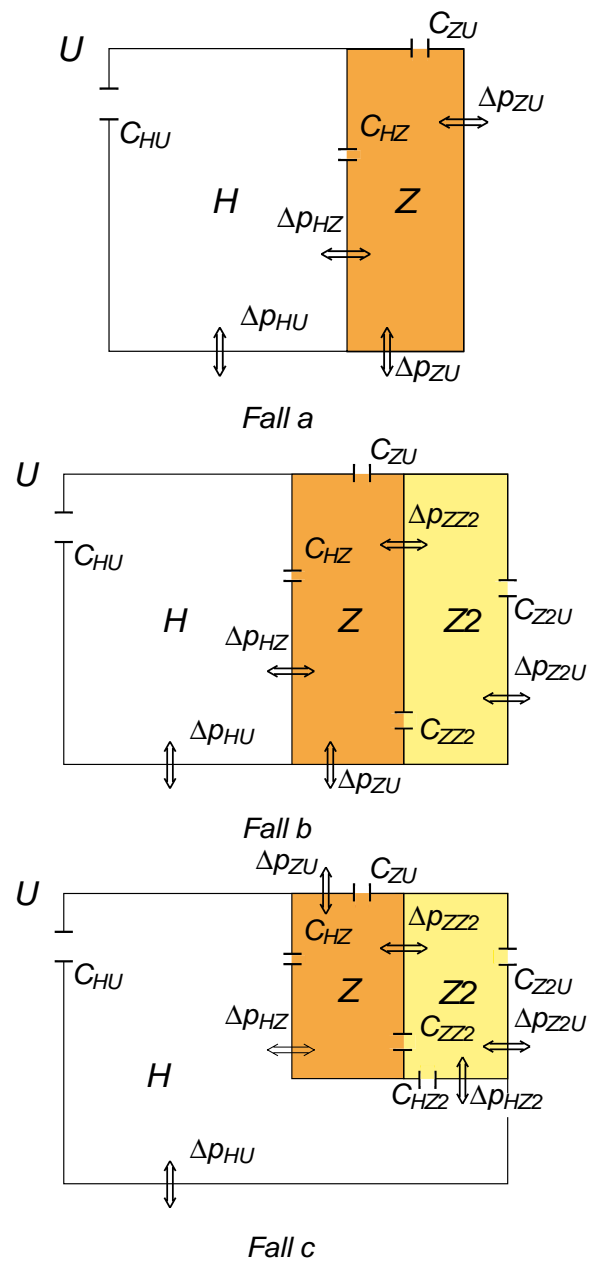 C_ZU
U
Δp_ZU
C_HU
C_HZ
H
Z
Δp_HZ
Δp_HU
Δp_ZU
Fall a
C_ZU
U
Δp_ZZ2
C_HU
C_HZ
H
Z
Z2
C_Z2U
Δp_HZ
Δp_Z2U
Δp_HU
C_ZZ2
Δp_ZU
Fall b
Δp_ZU
C_ZU
U
C_HZ
Δp_ZZ2
C_HU
Z
Z2
C_Z2U
Δp_HZ
C_ZZ2
Δp_Z2U
H
C_HZ2
Δp_HZ2
Δp_HU
Fall c